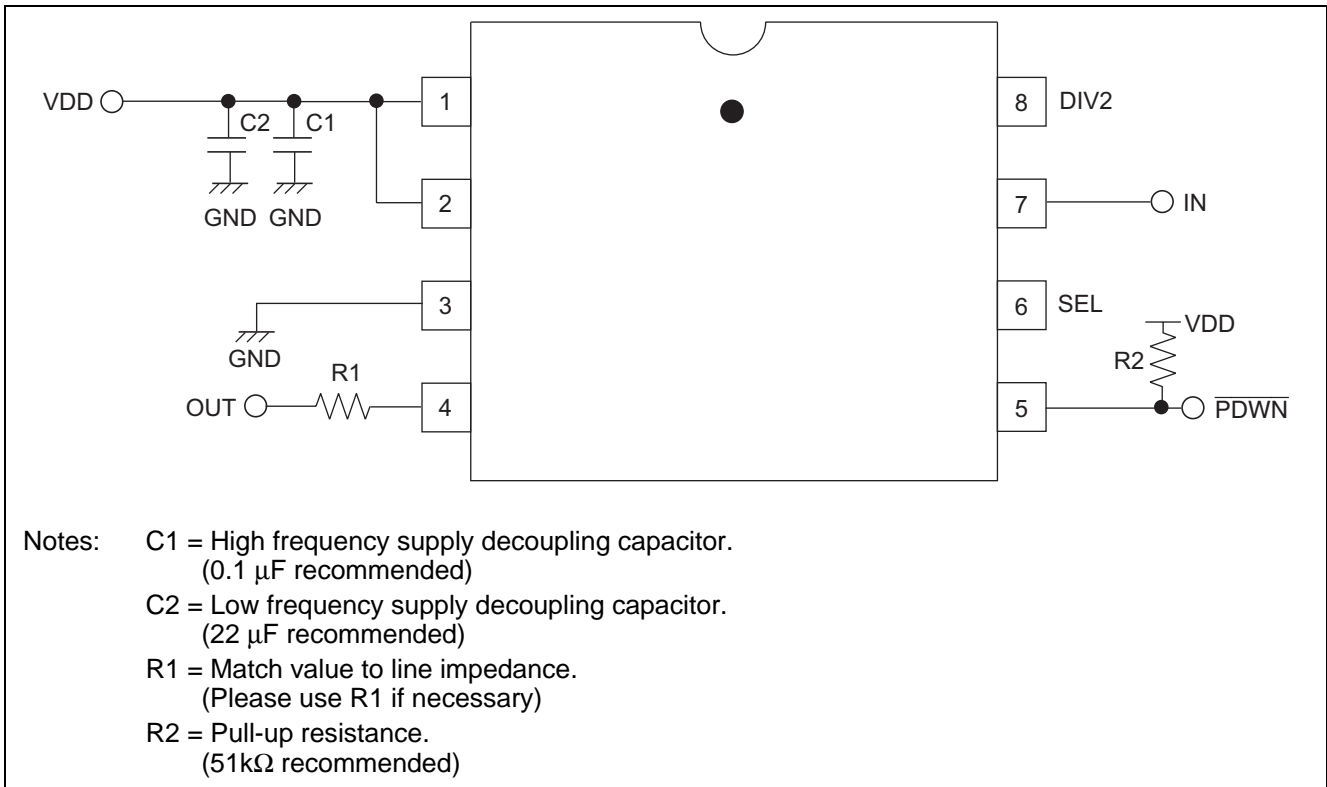 VDD
C2
C1
GND
GND
1
2
3
4
GND
R1
OUT
8
DIV2
7
IN
6
SEL
VDD
R2
5
PDWN
Notes: C1 = High frequency supply decoupling capacitor.
(0.1 μF recommended)
C2 = Low frequency supply decoupling capacitor.
(22 μF recommended)
R1 = Match value to line impedance.
(Please use R1 if necessary)
R2 = Pull-up resistance.
(51kΩ recommended)